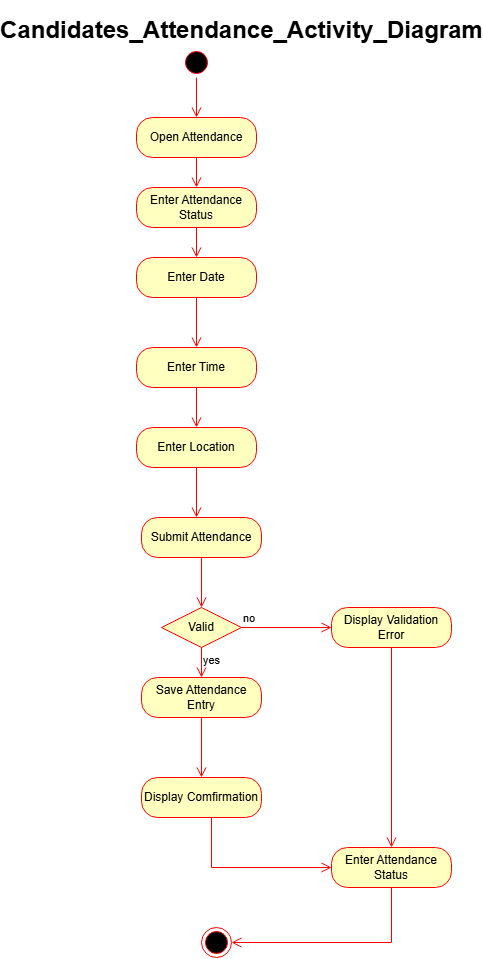 Candidates_Attendance_Activity_Diagram
Open Attendance
Enter Attendance
Status
Enter Date
Enter Time
Enter Location
Submit Attendance
Valid
no
Display Validation
Error
yes
Save Attendance
Entry
Display Comfirmation
Enter Attendance
Status